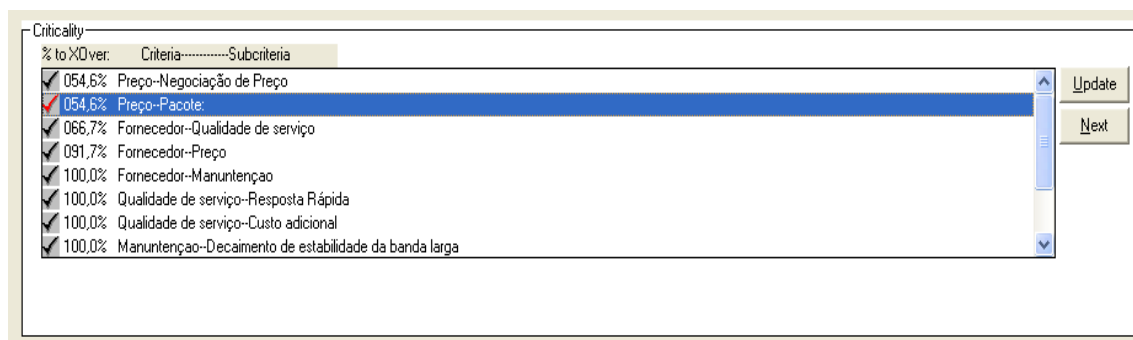 Criticality
% to XOver: Criteria-------------Subcriteria
054,6% Preço--Negociação de Preço
054,6% Preço--Pacote:
066,7% Fornecedor--Qualidade de serviço
091,7% Fornecedor--Preço
100,0% Fornecedor--Manuntençao
100,0% Qualidade de serviço--Resposta Rápida
100,0% Qualidade de serviço--Custo adicional
100,0% Manuntençao--Decaimento de estabilidade da banda larga
Update
Next